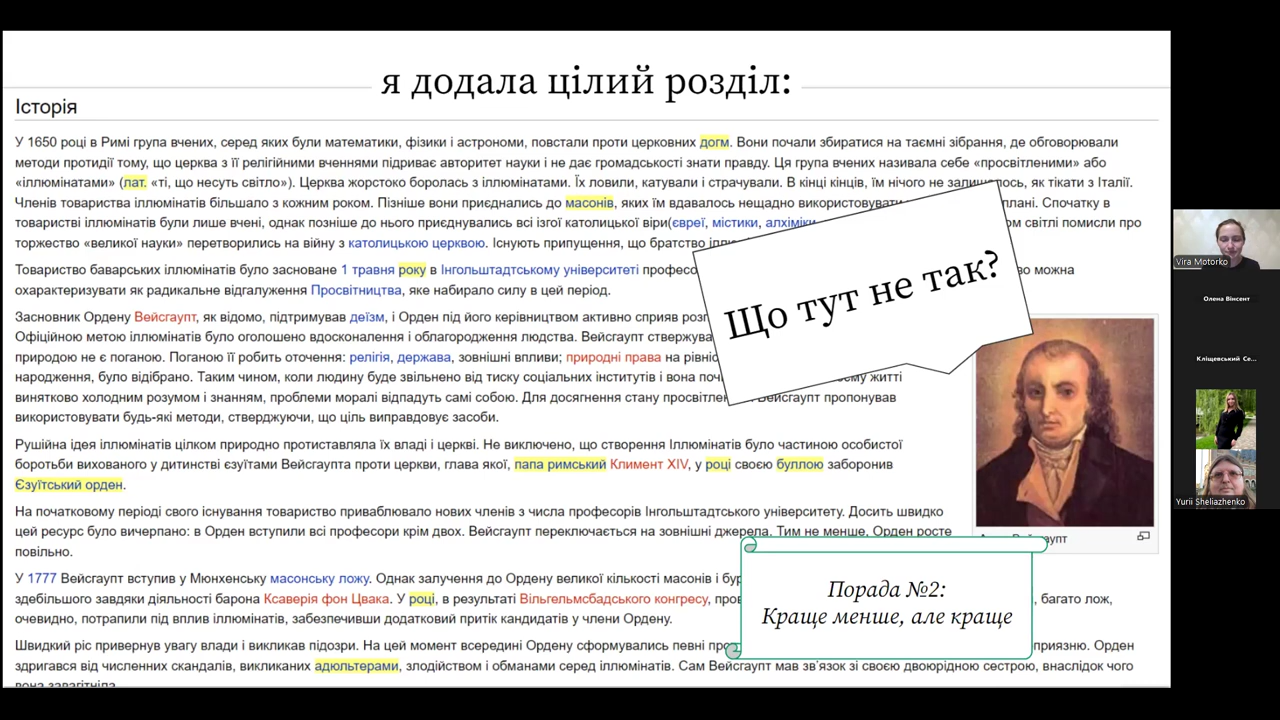 я додала цілий розділ:
Історія
У 1650 році в Римі група вчених, серед яких були математики, фізики і астрономи, повстали проти церковних догм. Вони почали збиратися на таємні зібрання, де обговорювали
методи протидії тому, що церква з її релігійними вченнями підриває авторитет науки і не дає громадськості знати правду. Ця група вчених називала себе «просвітленими» або
«іллюмінатами» (лат. «ті, що несуть світло»). Церква жорстоко боролась з іллюмінатами. Їх ловили, катували і страчували. В кінці кінців, їм нічого не залишалось, як тікати з Італії.
Членів товариства іллюмінатів більшало з кожним роком. Пізніше вони приєднались до масонів, яких їм вдавалось нещадно використовувати плані. Спочатку в
товаристві іллюмінатів були лише вчені, однак позніше до нього приєднувались всі ізгої католицької віри(євреї, містики, алхіміки світлі помисли про
торжество «великої науки» перетворились на війну з католицькою церквою. Існують припущення, що братство
Товариство баварських іллюмінатів було засноване 1 травня року в Інгольштадтському університеті можна
охарактеризувати як радикальне відгалуження Просвітництва, яке набирало силу в цей період.
Засновник Ордену Вейсгаупт, як відомо, підтримував деїзм, і Орден під його керівництвом активно сприяв
Офіційною метою іллюмінатів було оголошено вдосконалення і облагородження людства. Вейсгаупт
природою не є поганою. Поганою її робить оточення: релігія, держава, зовнішні впливи; природні права на
народження, було відібрано. Таким чином, коли людину буде звільнено від тиску соціальних інститутів і вона житті
винятково холодним розумом і знанням, проблеми моралі відпадуть самі собою. Для досягнення стану Вейсгаупт пропонував
використовувати будь-які методи, стверджуючи, що ціль виправдовує засоби.
Рушійна ідея іллюмінатів цілком природно протиставляла їх владі і церкві. Не виключено, що створення Іллюмінатів було частиною особистої
боротьби вихованого у дитинстві єзуїтами Вейсгаупта проти церкви, глава якої, папа римський Климент XIV, у році своєю буллою заборонив
Єзуїтський орден.
На початковому періоді свого існування товариство приваблювало нових членів з числа професорів Інгольштадтського університету. Досить швидко
цей ресурс було вичерпано: в Орден вступили всі професори крім двох. Вейсгаупт переключається на зовнішні джерела. Тим не менше, Орден росте
повільно.
У 1777 Вейсгаупт вступив у Мюнхенську масонську ложу. Однак залучення до Ордену великої кількості масонів і
здебільшого завдяки діяльності барона Ксаверія фон Цвака. У році, в результаті Вільгельмсбадського конгресу, багато лож,
очевидно, потрапили під вплив іллюмінатів, забезпечивши додатковий притік кандидатів у члени Ордену.
Швидкий ріст привернув увагу влади і викликав підозри. На цей момент всередині Ордену сформувались певні Орден
здригався від численних скандалів, викликаних адюльтерами, злодійством і обманами серед іллюмінатів. Сам Вейсгаупт мав зв'язок зі своєю двоюрідною сестрою, внаслідок чого
вона завагітніла.
Що тут не так?
Порада №2:
Краще менше, але краще
Vira Motorko
Олена Вінсент
Кліщевський Се...
Yurii Sheliazhenko